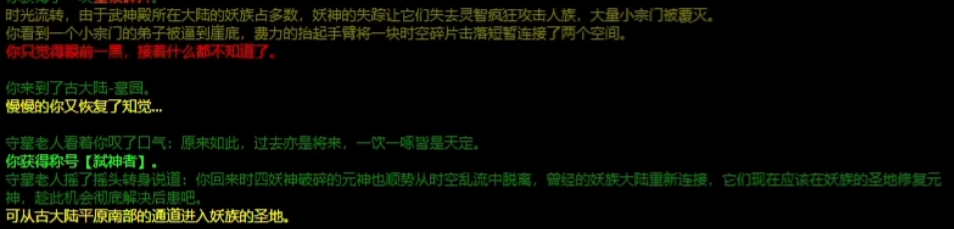 时光流转，由于武神殿所在大陆的妖族占多数，妖神的失踪让它们失去灵智疯狂攻击人族，大量小宗门被覆灭。
你看到一个小宗门的弟子被逼到崖底，费力的抬起手臂将一块时空碎片击落短暂连接了两个空间。
你只觉得眼前一黑，接着什么都不知道了。
你来到了古大陆-墓园。
慢慢的你又恢复了知觉...
守墓老人看着你叹了口气：原来如此，过去亦是将来，一饮一啄皆是天定。
你获得称号【弑神者】。
守墓老人摇了摇头转身说道：你回来时四妖神破碎的元神也顺势从时空乱流中脱离，曾经的妖族大陆重新连接，它们现在应该在妖族的圣地修复元
神，趁此机会彻底解决后患吧。
可从古大陆平原南部的通道进入妖族的圣地。